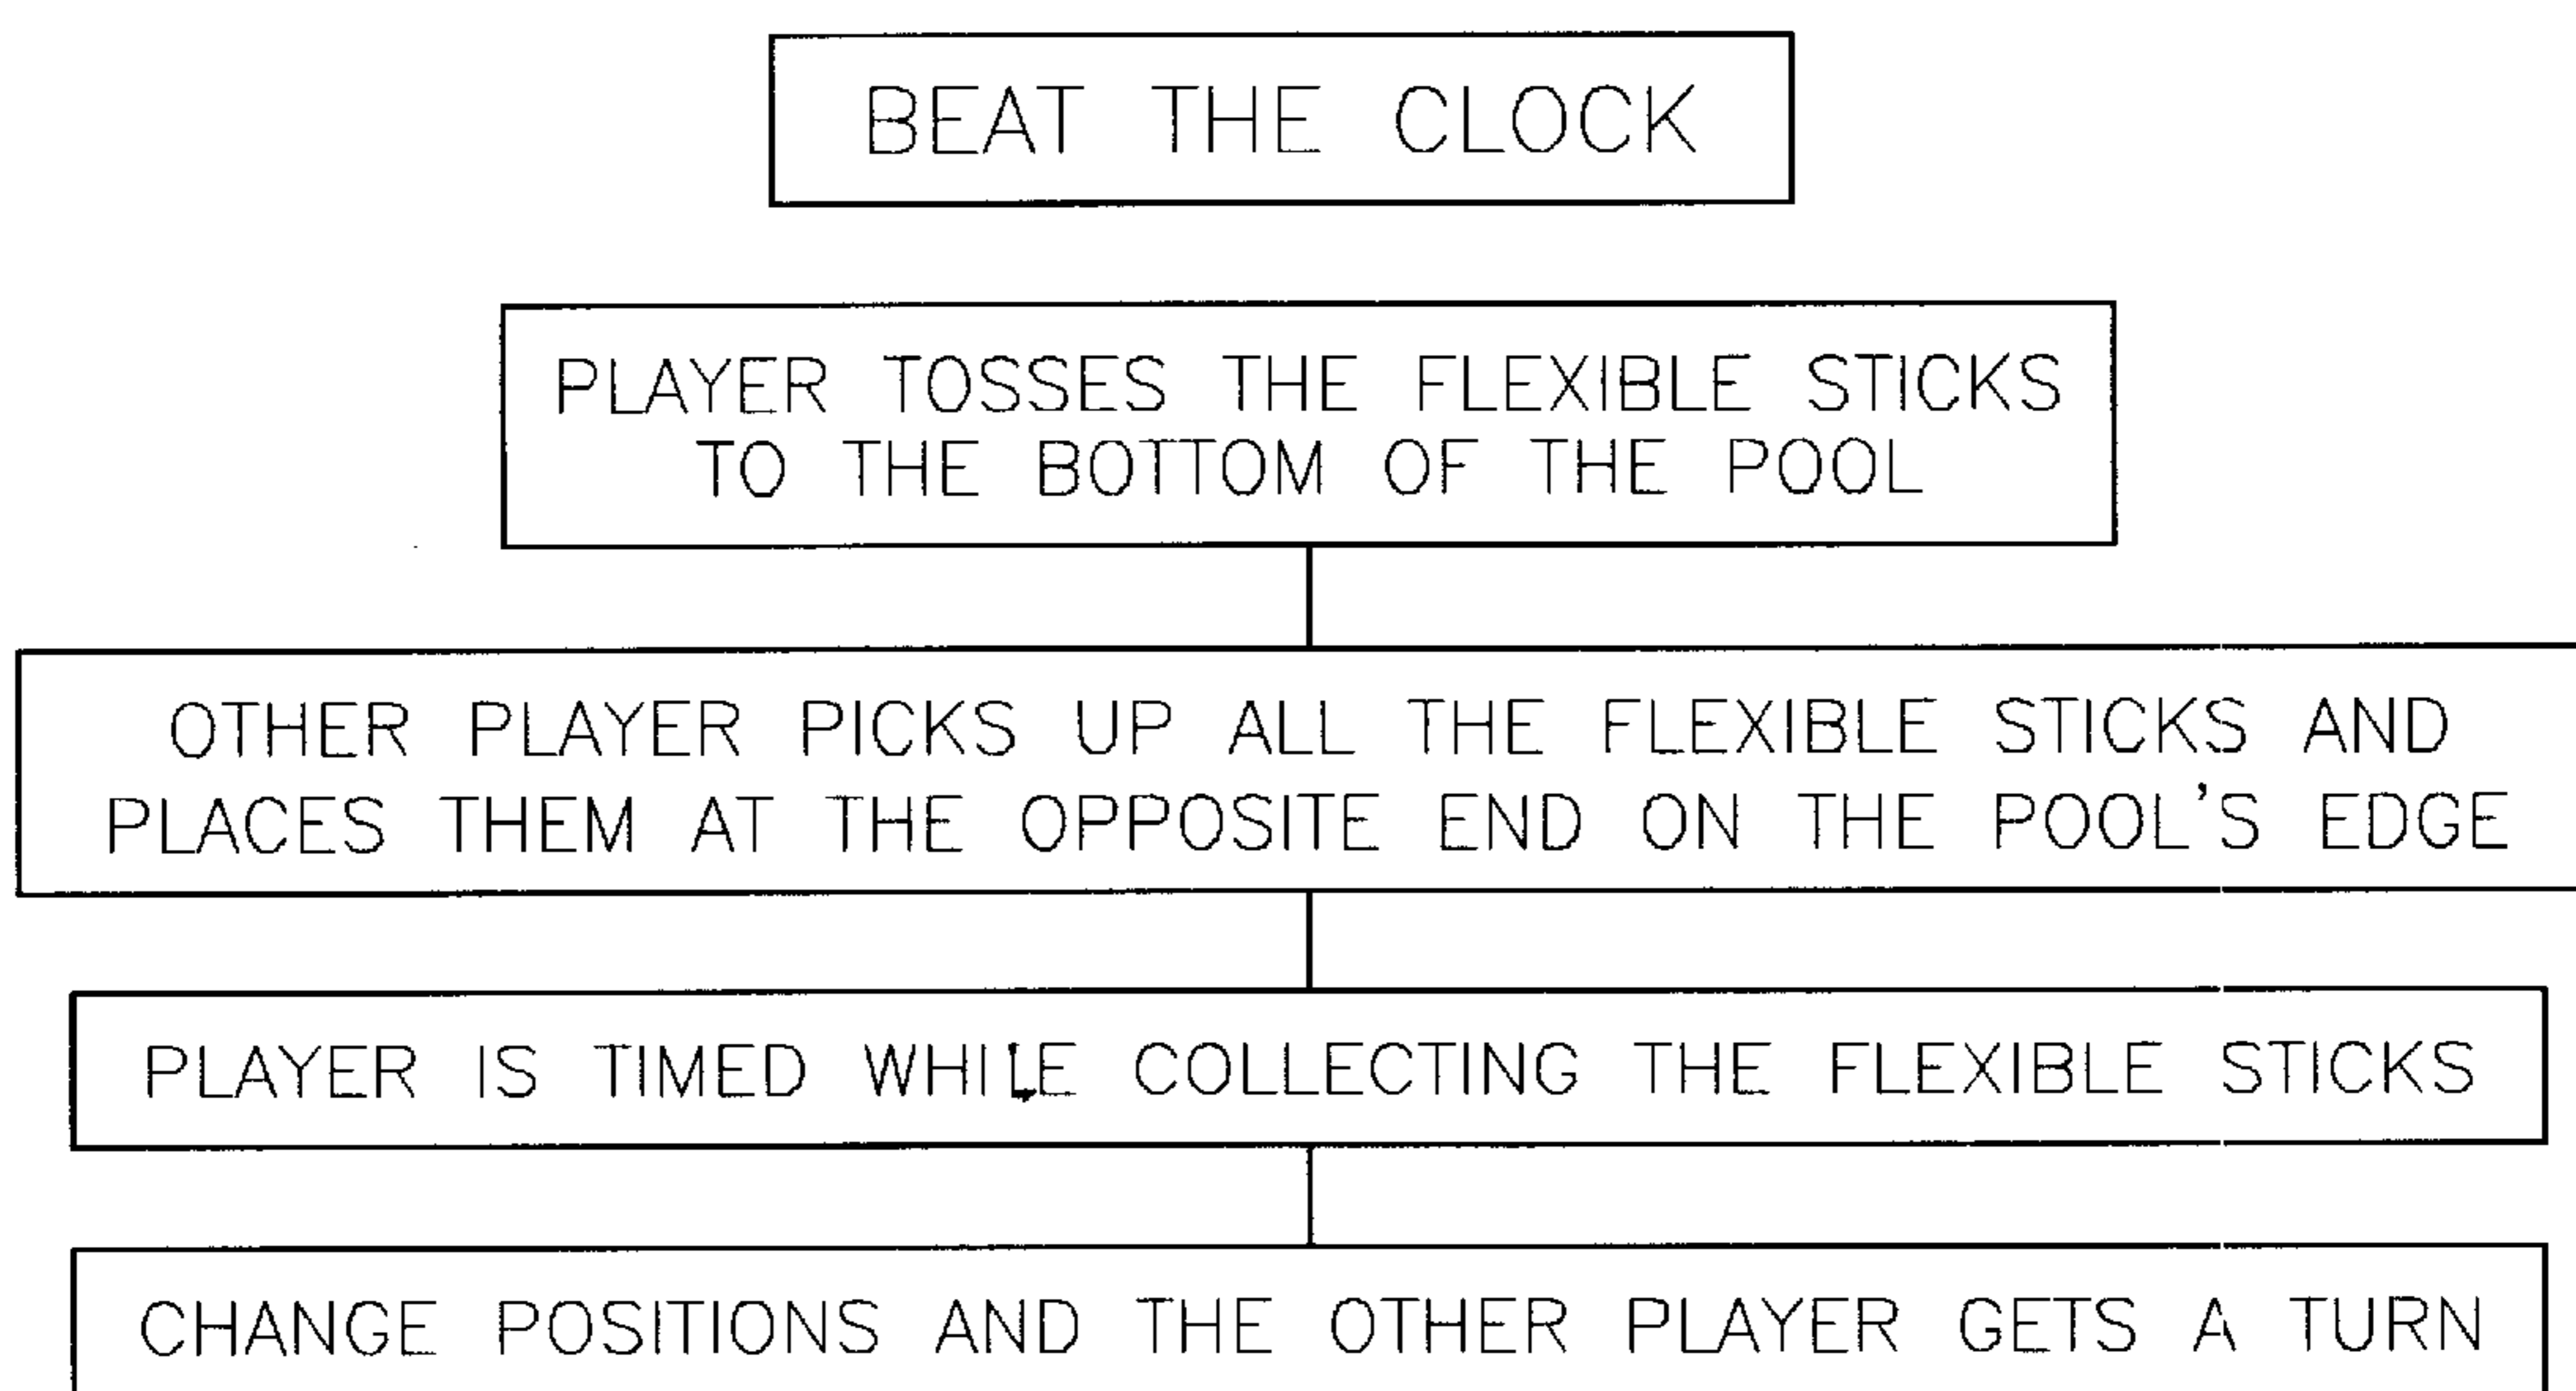 BEAT THE CLOCK
PLAYER TOSSES THE FLEXIBLE STICKS
TO THE BOTTOM OF THE POOL
OTHER PLAYER PICKS UP ALL THE FLEXIBLE STICKS AND
PLACES THEM AT THE OPPOSITE END ON THE POOL'S EDGE
PLAYER IS TIMED WHILE COLLECTING THE FLEXIBLE STICKS
CHANGE POSITIONS AND THE OTHER PLAYER GETS A TURN